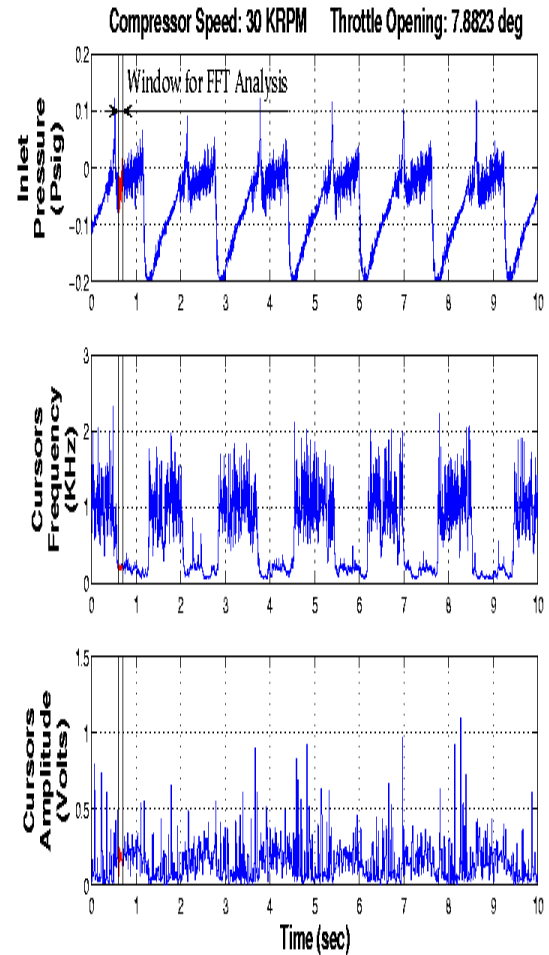 Compressor Speed: 30 KRPM Throttle Opening: 7.8823 deg
0.2
Window for FFT Analysis
0.1
0
−0.1
−0.2
Inlet
Pressure
(Psig)
0 1 2 3 4 5 6 7 8 9 10
3
2
1
0
Cursors
Frequency
(KHz)
0 1 2 3 4 5 6 7 8 9 10
1.5
1
0.5
0
Cursors
Amplitude
(Volts)
0 1 2 3 4 5 6 7 8 9 10
Time (sec)